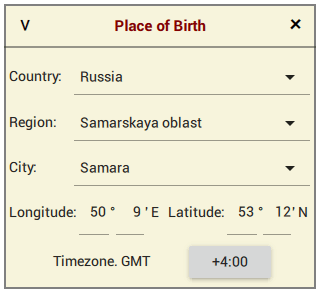 V Place of Birth ×
Country: Russia
Region: Samarskaya oblast
City: Samara
Longitude: 50 ° 9 ' E Latitude: 53 ° 12 ' N
Timezone. GMT +4:00